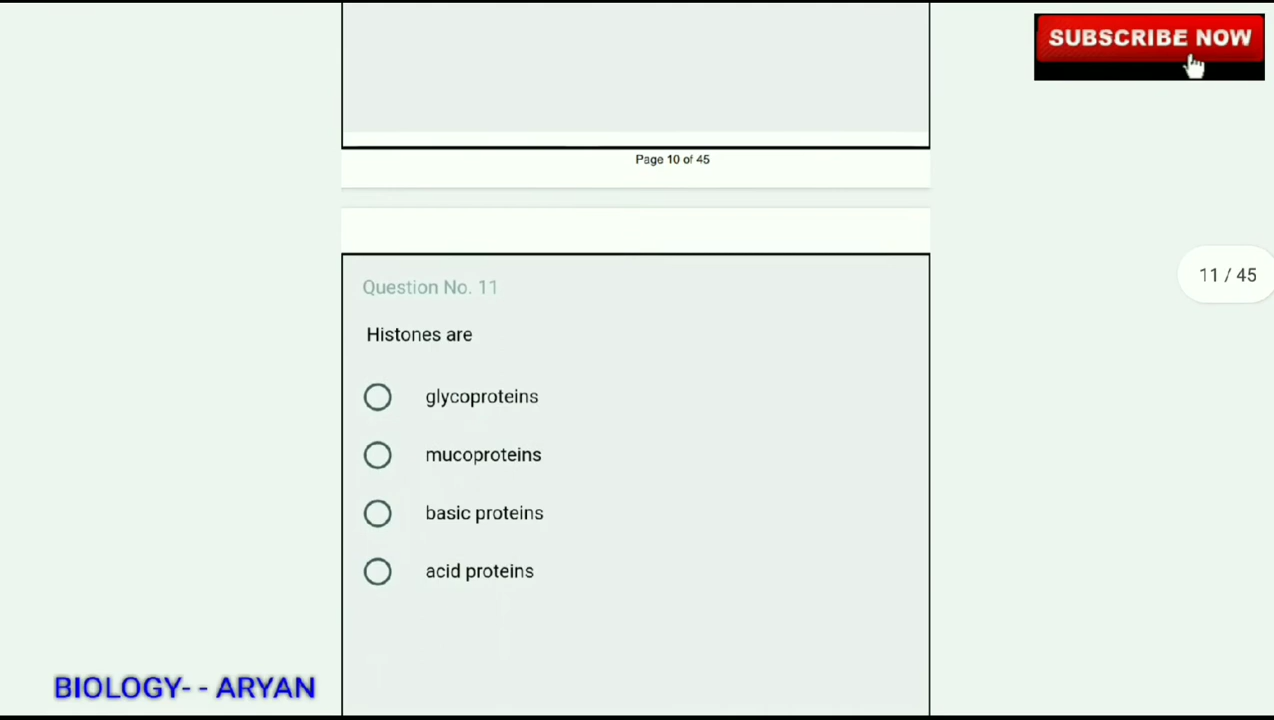 SUBSCRIBE NOW
Page 10 of 45
11 / 45
Question No. 11
Histones are
glycoproteins
mucoproteins
basic proteins
acid proteins
BIOLOGY- - ARYAN